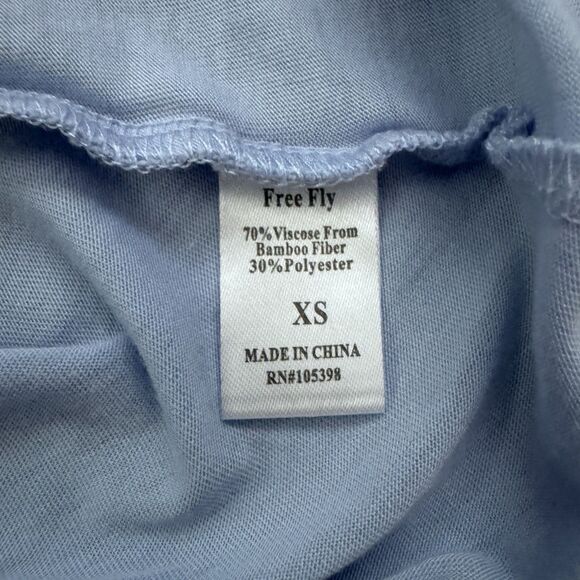 Free Fly
70%Viscose From
Bamboo Fiber
30%Polyester
XS
MADE IN CHINA
RN#105398